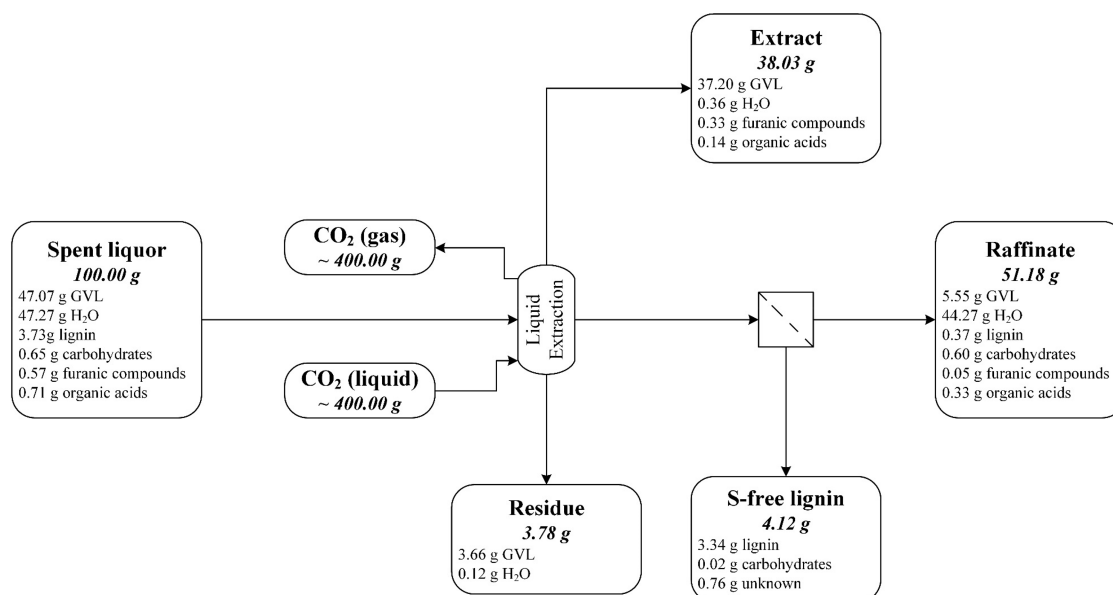 Extract
38.03 g
37.20 g GVL
0.36 g H₂O
0.33 g furanic compounds
0.14 g organic acids
Spent liquor
100.00 g
47.07 g GVL
47.27 g H₂O
3.73g lignin
0.65 g carbohydrates
0.57 g furanic compounds
0.71 g organic acids
CO₂ (gas)
~ 400.00 g
CO₂ (liquid)
~ 400.00 g
Liquid
Extraction
Raffinate
51.18 g
5.55 g GVL
44.27 g H₂O
0.37 g lignin
0.60 g carbohydrates
0.05 g furanic compounds
0.33 g organic acids
Residue
3.78 g
3.66 g GVL
0.12 g H₂O
S-free lignin
4.12 g
3.34 g lignin
0.02 g carbohydrates
0.76 g unknown